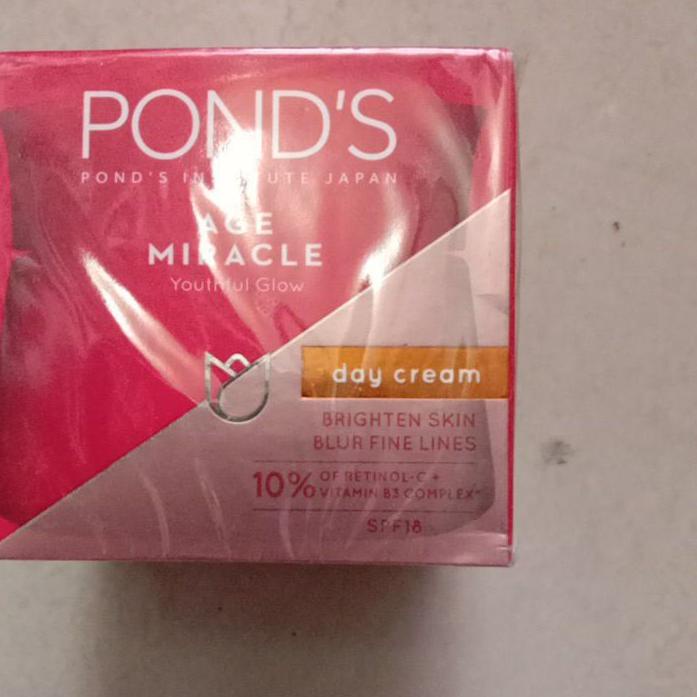 POND'S
POND'S INSTITUTE JAPAN
AGE
MIRACLE
Youthful Glow
day cream
BRIGHTEN SKIN
BLUR FINE LINES
10% OF RETINOL-C +
VITAMIN B3 COMPLEX*
SPF18